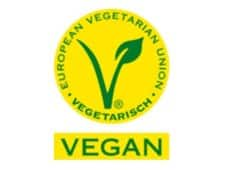 EUROPEAN VEGETARIAN UNION
V®
• VEGETARISCH •
VEGAN